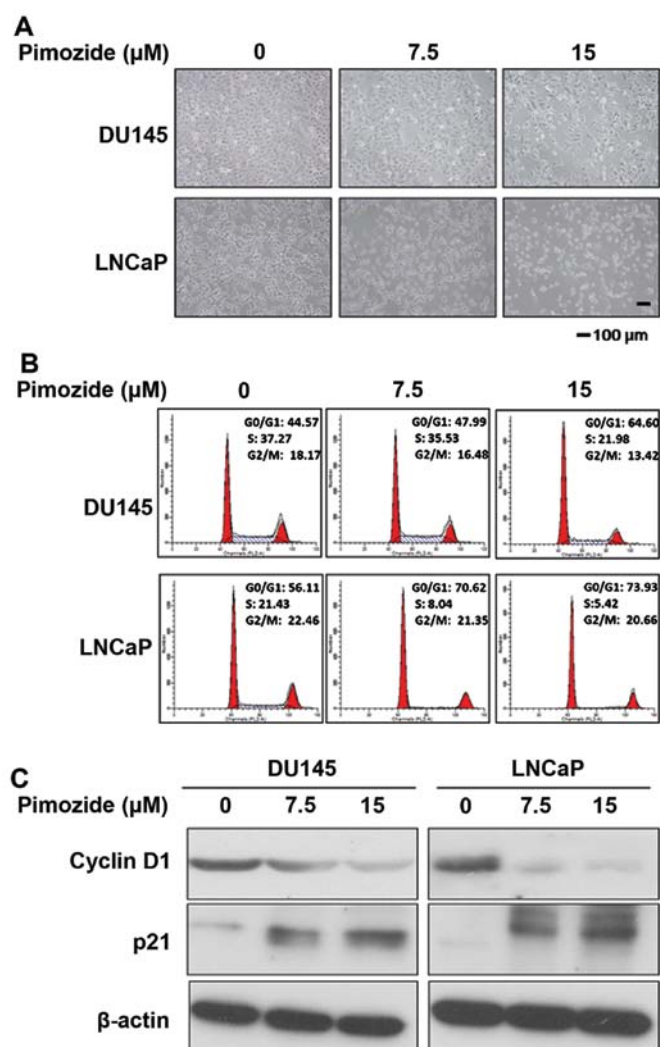 A
Pimozide (µM) 0 7.5 15
DU145
LNCaP
100 µm
B
Pimozide (µM) 0 7.5 15
DU145
G0/G1: 44.57
S: 37.27
G2/M: 18.17
G0/G1: 47.99
S: 35.53
G2/M: 16.48
G0/G1: 64.60
S: 21.98
G2/M: 13.42
LNCaP
G0/G1: 56.11
S: 21.43
G2/M: 22.46
G0/G1: 70.62
S: 8.04
G2/M: 21.35
G0/G1: 73.93
S:5.42
G2/M: 20.66
C
DU145 LNCaP
Pimozide (µM) 0 7.5 15 0 7.5 15
Cyclin D1
p21
β-actin